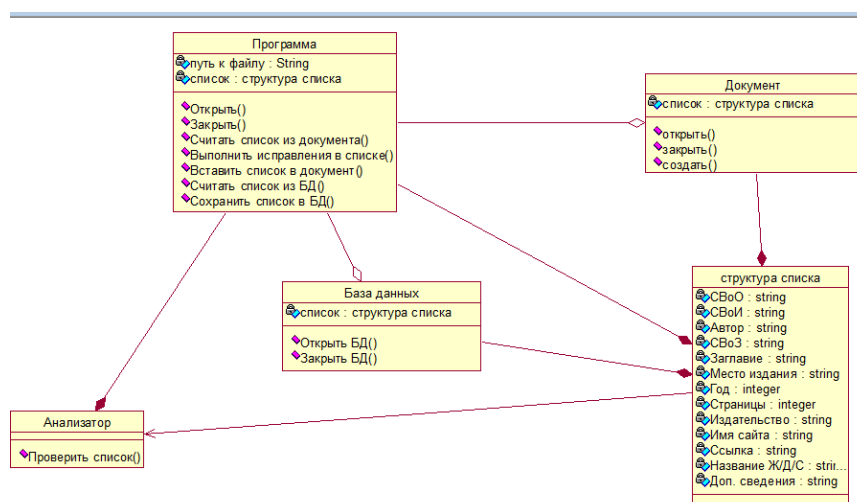 Программа
путь к файлу : String
список : структура списка
Открыть()
Закрыть()
Считать список из документа()
Выполнить исправления в списке()
Вставить список в документ()
Считать список из БД()
Сохранить список в БД()
Документ
список : структура списка
открыть()
закрыть()
создать()
База данных
список : структура списка
Открыть БД()
Закрыть БД()
структура списка
СВоО : string
СВоИ : string
Автор : string
СВоЗ : string
Заглавие : string
Место издания : string
Год : integer
Страницы : integer
Издательство : string
Имя сайта : string
Ссылка : string
Название Ж/Д/С : strir...
Доп. сведения : string
Анализатор
Проверить список()